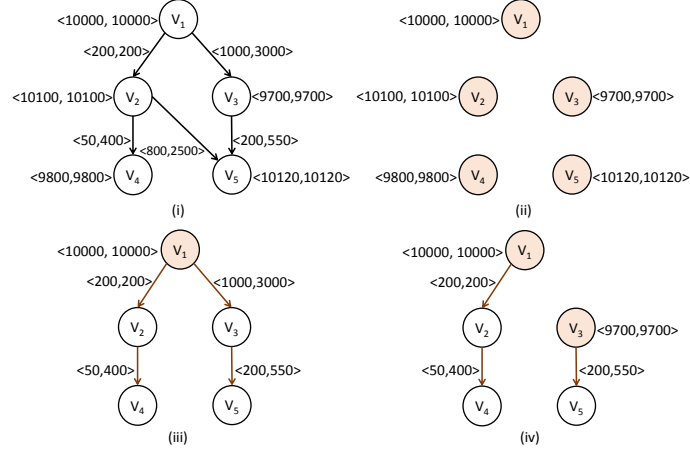 <10000, 10000> V1
<200,200> <1000,3000>
<10100, 10100> V2 V3 <9700,9700>
<50,400> <800,2500> <200,550>
<9800,9800> V4 V5 <10120,10120>
(i)
<10000, 10000> V1
<10100, 10100> V2 V3 <9700,9700>
<9800,9800> V4 V5 <10120,10120>
(ii)
<10000, 10000> V1
<200,200> <1000,3000>
V2 V3
<50,400> <200,550>
V4 V5
(iii)
<10000, 10000> V1
<200,200>
V2 V3 <9700,9700>
<50,400> <200,550>
V4 V5
(iv)